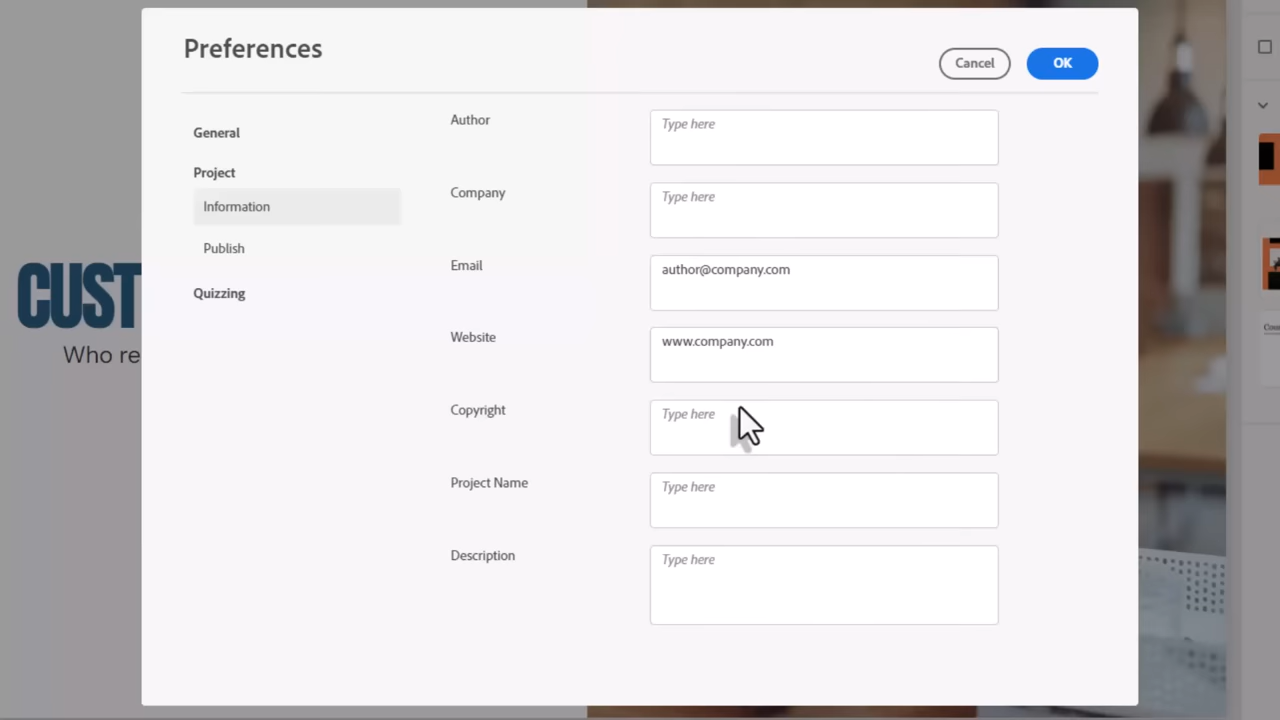 Preferences
Cancel
OK
General
Project
Information
Publish
Quizzing
Author
Type here
Company
Type here
Email
author@company.com
Website
www.company.com
Copyright
Type here
Project Name
Type here
Description
Type here
CUST
Who re